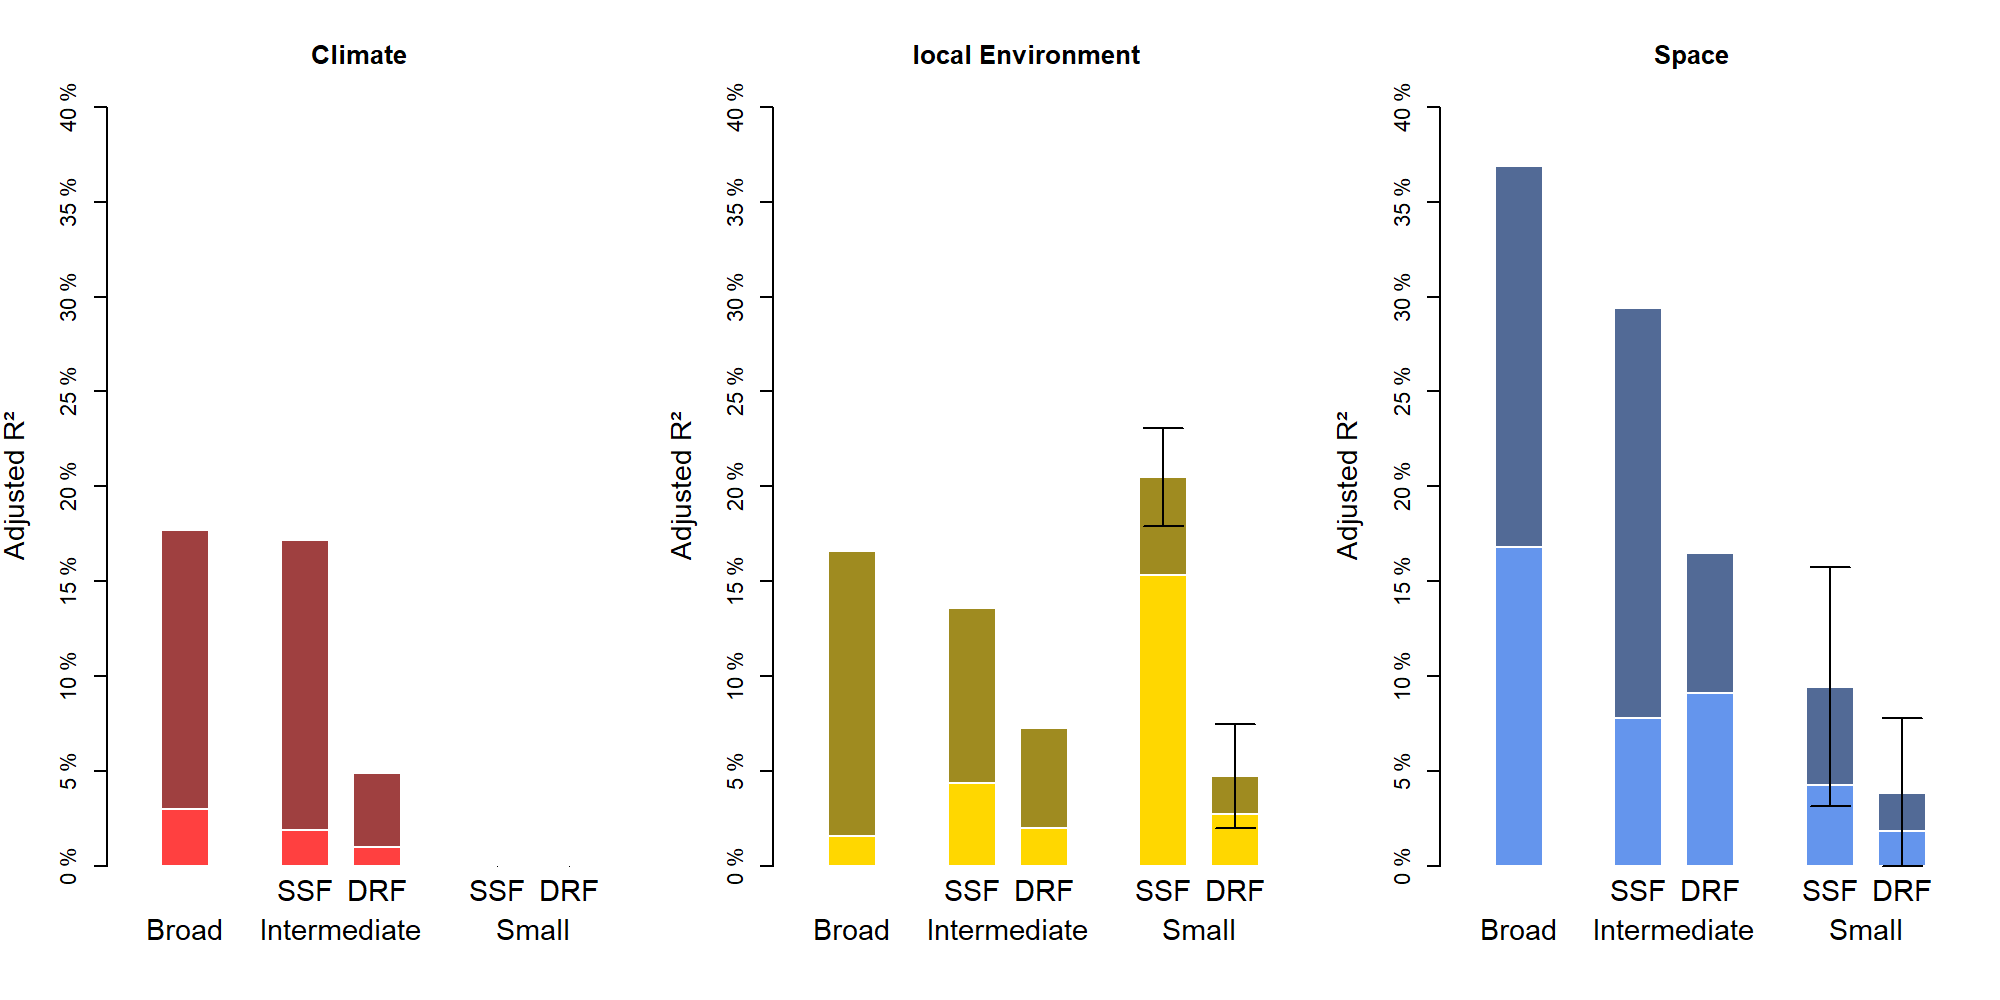 Climate
Adjusted R²
40 %
35 %
30 %
25 %
20 %
15 %
10 %
5 %
0 %
SSF DRF SSF DRF
Broad Intermediate Small
local Environment
Adjusted R²
40 %
35 %
30 %
25 %
20 %
15 %
10 %
5 %
0 %
SSF DRF SSF DRF
Broad Intermediate Small
Space
Adjusted R²
40 %
35 %
30 %
25 %
20 %
15 %
10 %
5 %
0 %
SSF DRF SSF DRF
Broad Intermediate Small